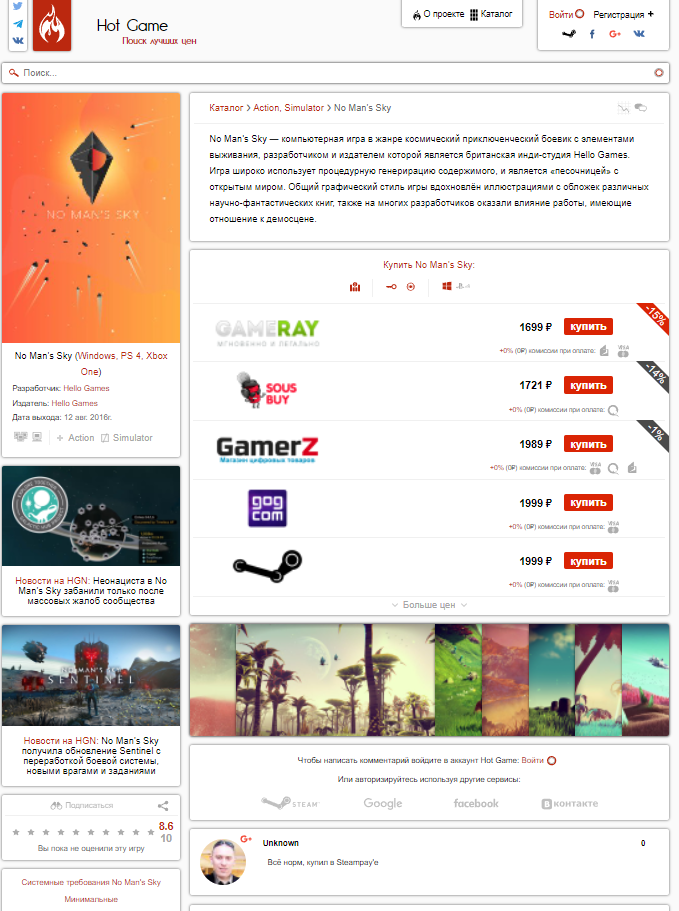 Hot Game
Поиск лучших цен
О проекте
Каталог
Войти
Регистрация +
Поиск...
NO MAN'S SKY
No Man's Sky (Windows, PS 4, Xbox
One)
Разработчик: Hello Games
Издатель: Hello Games
Дата выхода: 12 авг. 2016г.
Action
Simulator
Новости на HGN: Неонациста в No
Man's Sky забанили только после
массовых жалоб сообщества
NO MAN'S SKY
SENTINEL
Новости на HGN: No Man's Sky
получила обновление Sentinel с
переработкой боевой системы,
новыми врагами и заданиями
Подписаться
8.6
10
Вы пока не оценили эту игру
Системные требования No Man's Sky
Минимальные
Каталог > Action, Simulator > No Man's Sky
No Man's Sky — компьютерная игра в жанре космический приключенческий боевик с элементами
выживания, разработчиком и издателем которой является британская инди-студия Hello Games.
Игра широко использует процедурную генерирацию содержимого, и является «песочницей» с
открытым миром. Общий графический стиль игры вдохновлён иллюстрациями с обложек различных
научно-фантастических книг, также на многих разработчиков оказали влияние работы, имеющие
отношение к демосцене.
Купить No Man's Sky:
GAMERAY
МГНОВЕННО И ЛЕГАЛЬНО
1699 ₽
купить
-15%
+0% (0₽) комиссии при оплате:
VISA
SOUS
BUY
1721 ₽
купить
-14%
+0% (0₽) комиссии при оплате:
GamerZ
Магазин цифровых товаров
1989 ₽
купить
-1%
+0% (0₽) комиссии при оплате:
VISA
gog
com
1999 ₽
купить
+0% (0₽) комиссии при оплате:
VISA
1999 ₽
купить
+0% (0₽) комиссии при оплате:
VISA
Больше цен
Чтобы написать комментарий войдите в аккаунт Hot Game: Войти
Или авторизируйтесь используя другие сервисы:
STEAM
Google
facebook
вконтакте
G+
Unknown
0
Всё норм, купил в Steampay'е